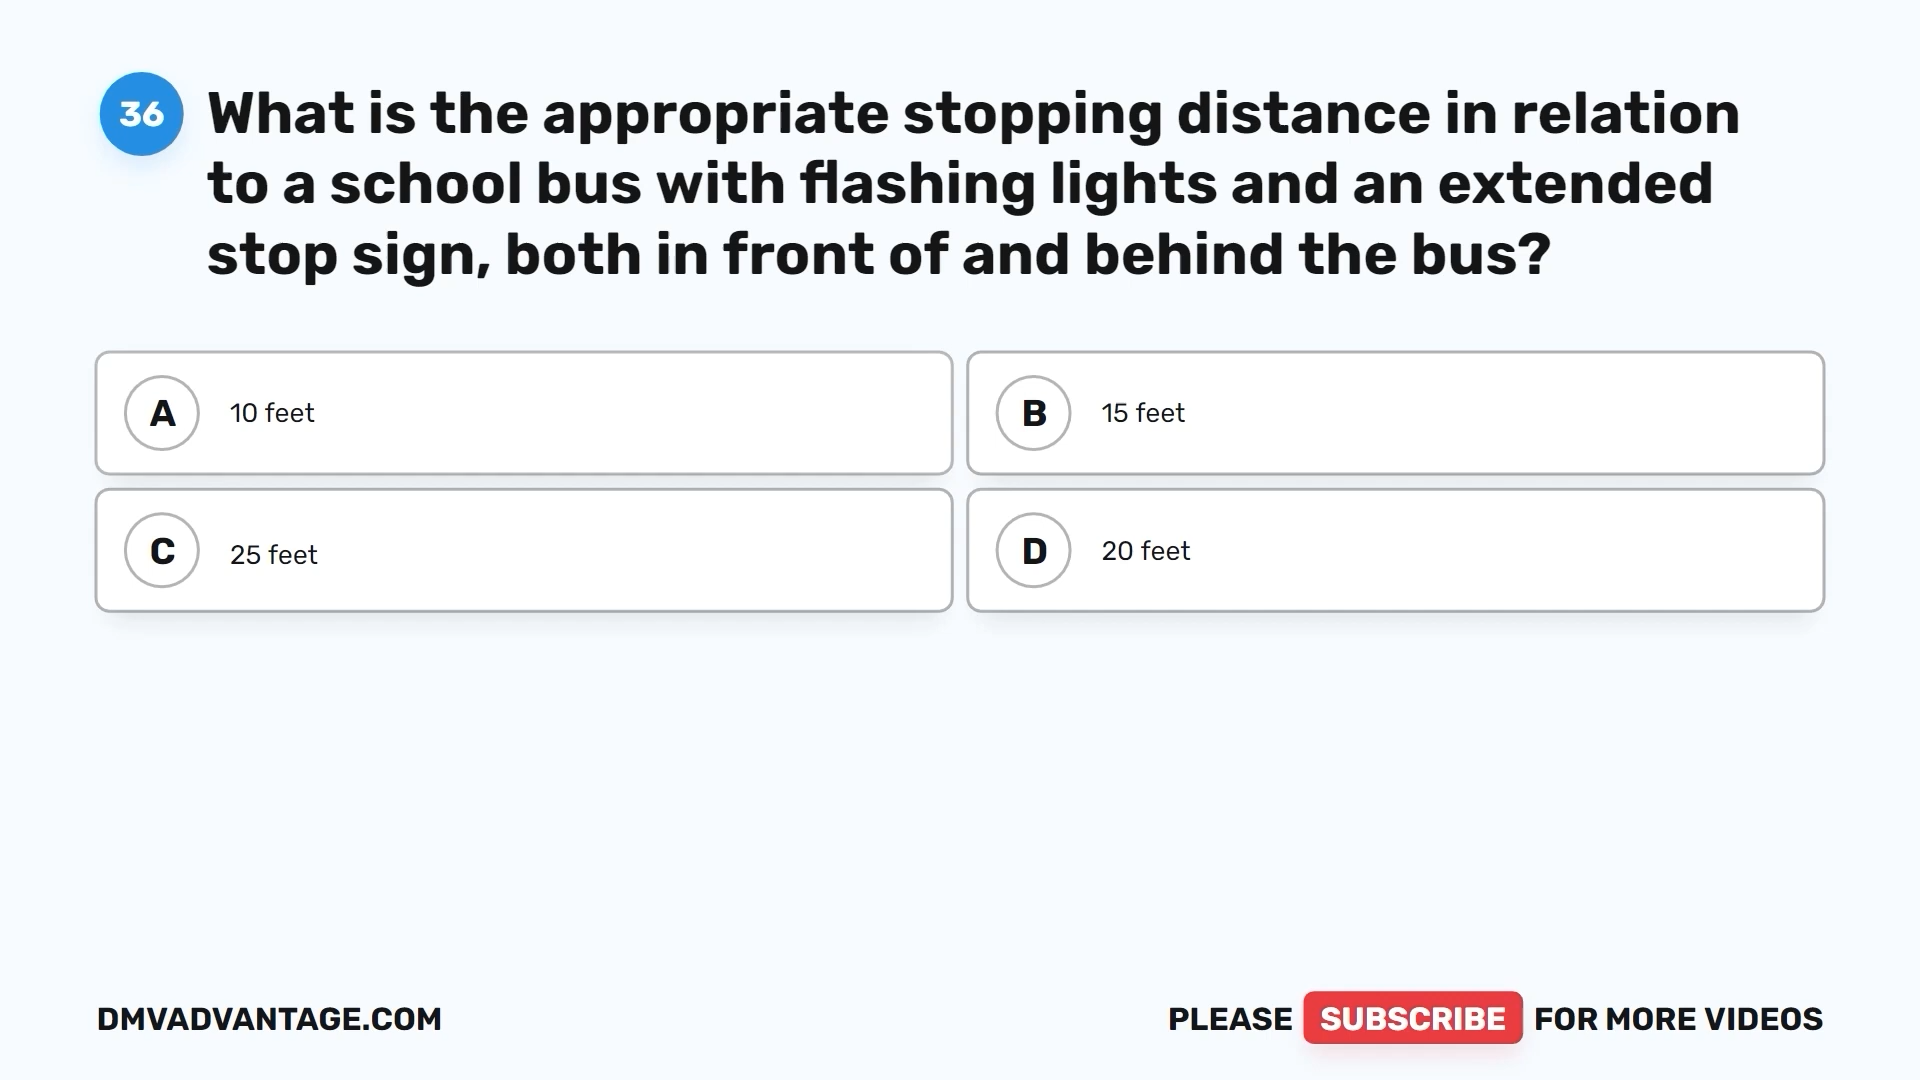 36
What is the appropriate stopping distance in relation
to a school bus with flashing lights and an extended
stop sign, both in front of and behind the bus?
A 10 feet
B 15 feet
C 25 feet
D 20 feet
DMVADVANTAGE.COM
PLEASE SUBSCRIBE FOR MORE VIDEOS